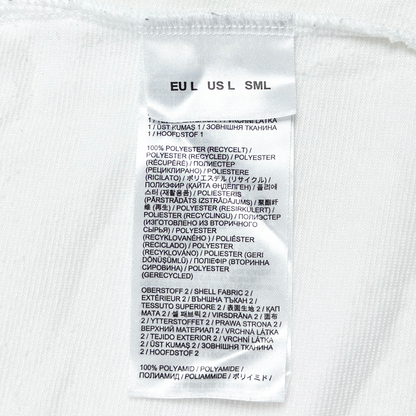 EU L US L SML
1 / ÜST KUMAŞ 1 / ЗОВНІШНЯ ТКАНИНА
1 / HOOFDSTOF 1
100% POLYESTER (RECYCELT) /
POLYESTER (RECYCLED) / POLYESTER
(RÉCUPÉRÉ) / ПОЛИЕСТЕР
(РЕЦИКЛИРАНО) / POLIESTERE
(RICILATO) / ポリエステル (リサイクル) /
ПОЛИЭФИР (ҚАЙТА ӨҢДЕЛГЕН) / 폴리에
스터 (재활용품) / POLIESTERIS
(PĀRSTRĀDĀTS IZSTRĀDĀJUMS) / 聚酯纤
维 (再生) / POLYESTER (RESIRKULERT) /
POLIESTER (RECYCLINGU) / ПОЛИЭСТЕР
(ИЗГОТОВЛЕНО ИЗ ВТОРИЧНОГО
СЫРЬЯ) / POLYESTER
(RECYKLOVANÉHO) / POLIÉSTER
(RECICLADO) / POLYESTER
(RECYKLOVANÉHO) / POLYESTER (GERI
DÖNÜŞÜMLÜ) / ПОЛІЕФІР (ВТОРИННА
СИРОВИНА) / POLYESTER
(GERECYCLED)
OBERSTOFF 2 / SHELL FABRIC 2 /
EXTÉRIEUR 2 / ВЪНШНА ТЪКАН 2 /
TESSUTO SUPERIORE 2 / 表面生地 2 / ҚАП
МАТА 2 / 쉘 패브릭 2 / VIRSDRĀNA 2 / 面布
2 / YTTERSTOFFET 2 / PRAWA STRONA 2 /
ВЕРХНИЙ МАТЕРИАЛ 2 / VRCHNÁ LÁTKA
2 / TEJIDO EXTERIOR 2 / VRCHNÍ LÁTKA
2 / ÜST KUMAŞ 2 / ЗОВНІШНЯ ТКАНИНА
2 / HOOFDSTOF 2
100% POLYAMID / POLYAMIDE /
ПОЛИАМИД / POLIAMMIDE / ポリアミド /